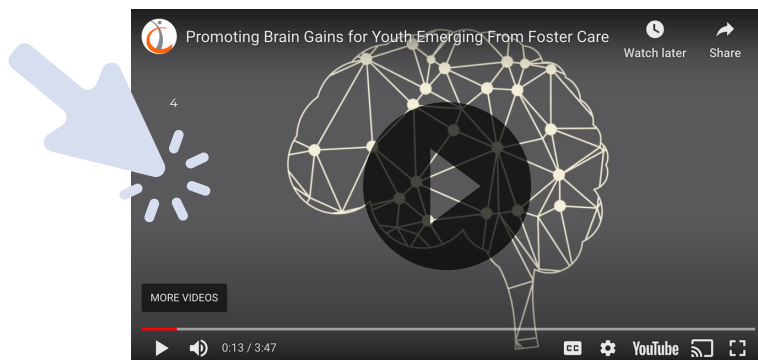 Promoting Brain Gains for Youth Emerging From Foster Care
Watch later
Share
4
MORE VIDEOS
0:13 / 3:47
CC
YouTube